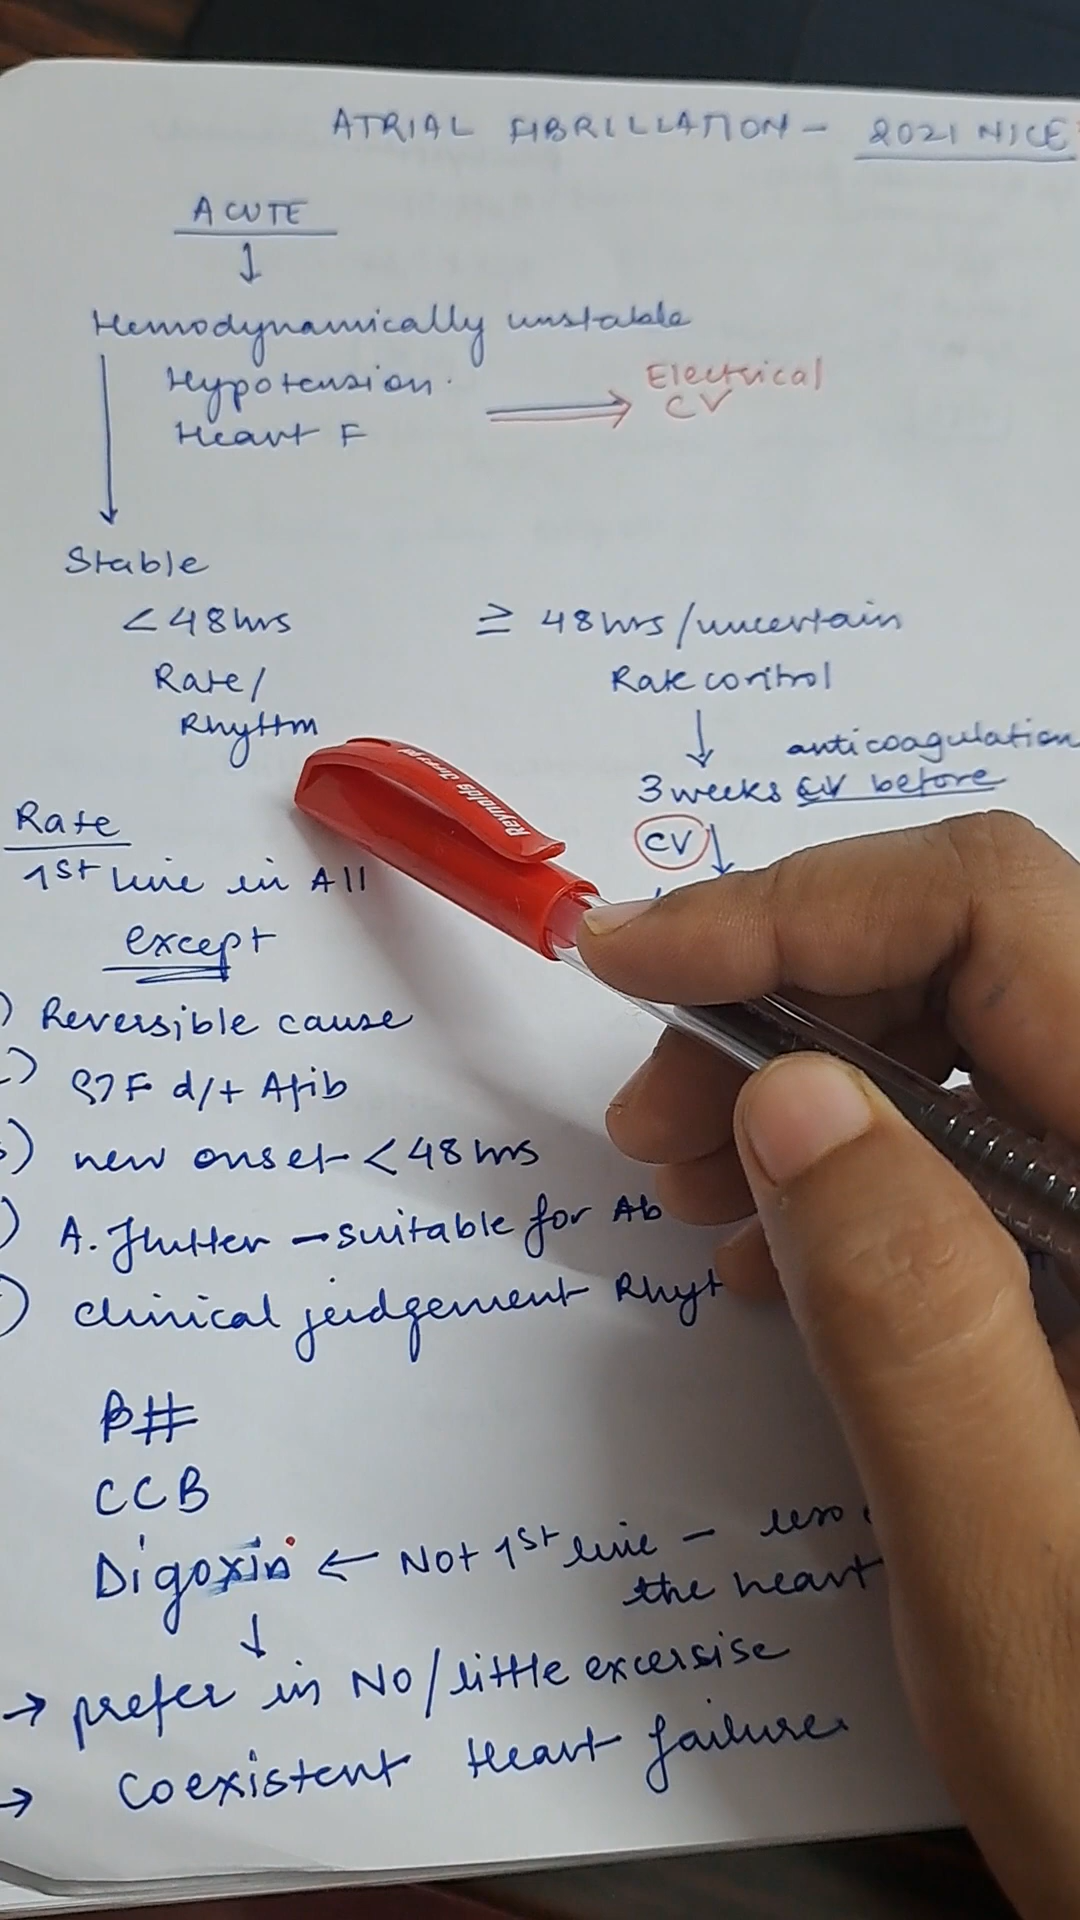 ATRIAL FIBRILLATION - 2021 NICE
ACUTE
↓
Hemodynamically unstable
Hypotension
Heart F
Electrical
CV
Stable
<48hrs
≥ 48hrs/uncertain
Rate/
Rhythm
Rate control
↓
anticoagulation
3 weeks CV before
CV ↓
Reynolds
Rate
1st line in All
except
) Reversible cause
) F d/t Afib
) new onset <48hrs
) A. flutter - suitable for Ab
) clinical judgement Rhyt
B#
CCB
Digoxin ← Not 1st line - less
the heart
↓
→ prefer in NO/little excersise
→ coexistent Heart failure